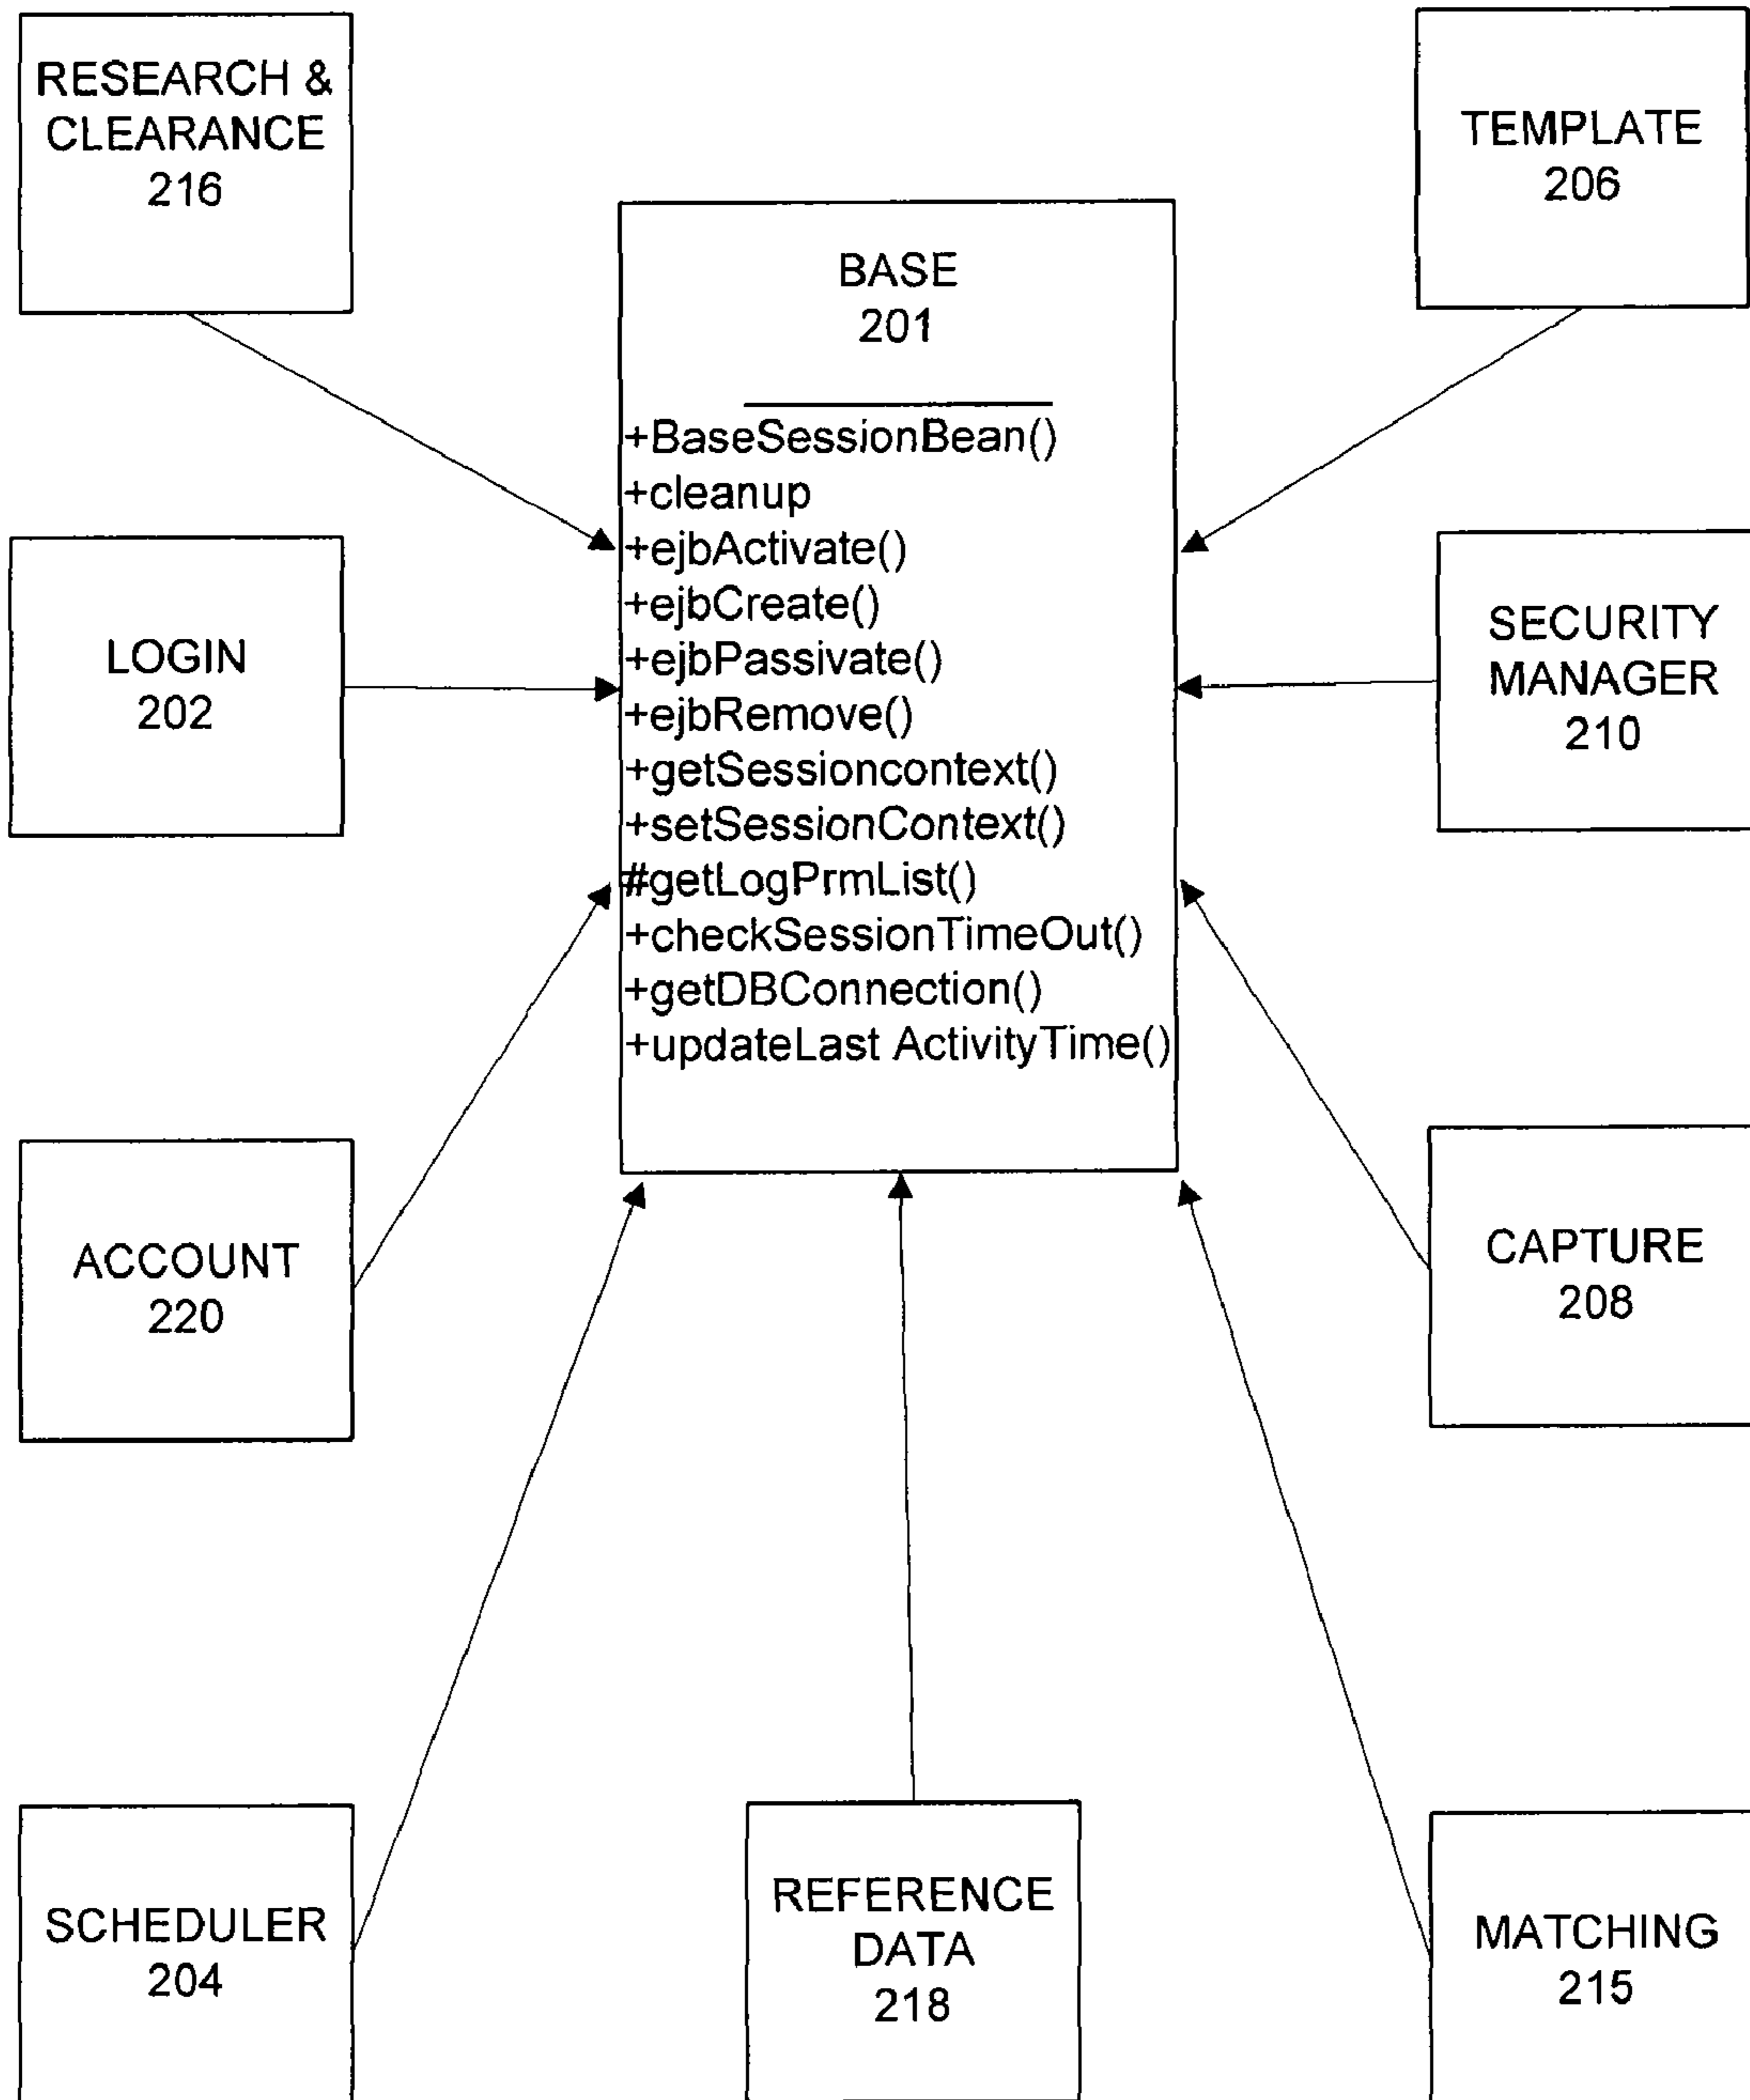 RESEARCH &
CLEARANCE
216
TEMPLATE
206
BASE
201
+BaseSessionBean()
+cleanup
+ejbActivate()
+ejbCreate()
+ejbPassivate()
+ejbRemove()
+getSessioncontext()
+setSessionContext()
#getLogPrmList()
+checkSessionTimeOut()
+getDBConnection()
+updateLast ActivityTime()
LOGIN
202
SECURITY
MANAGER
210
ACCOUNT
220
CAPTURE
208
SCHEDULER
204
REFERENCE
DATA
218
MATCHING
215